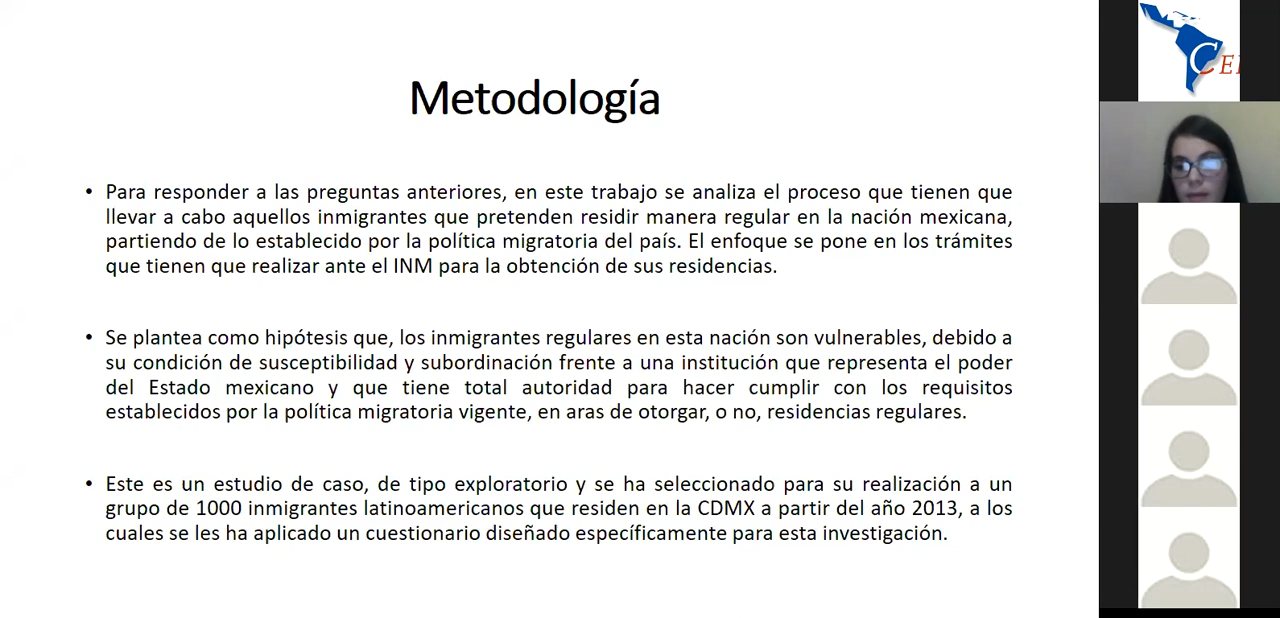 Metodología
• Para responder a las preguntas anteriores, en este trabajo se analiza el proceso que tienen que
llevar a cabo aquellos inmigrantes que pretenden residir manera regular en la nación mexicana,
partiendo de lo establecido por la política migratoria del país. El enfoque se pone en los trámites
que tienen que realizar ante el INM para la obtención de sus residencias.
• Se plantea como hipótesis que, los inmigrantes regulares en esta nación son vulnerables, debido a
su condición de susceptibilidad y subordinación frente a una institución que representa el poder
del Estado mexicano y que tiene total autoridad para hacer cumplir con los requisitos
establecidos por la política migratoria vigente, en aras de otorgar, o no, residencias regulares.
• Este es un estudio de caso, de tipo exploratorio y se ha seleccionado para su realización a un
grupo de 1000 inmigrantes latinoamericanos que residen en la CDMX a partir del año 2013, a los
cuales se les ha aplicado un cuestionario diseñado específicamente para esta investigación.